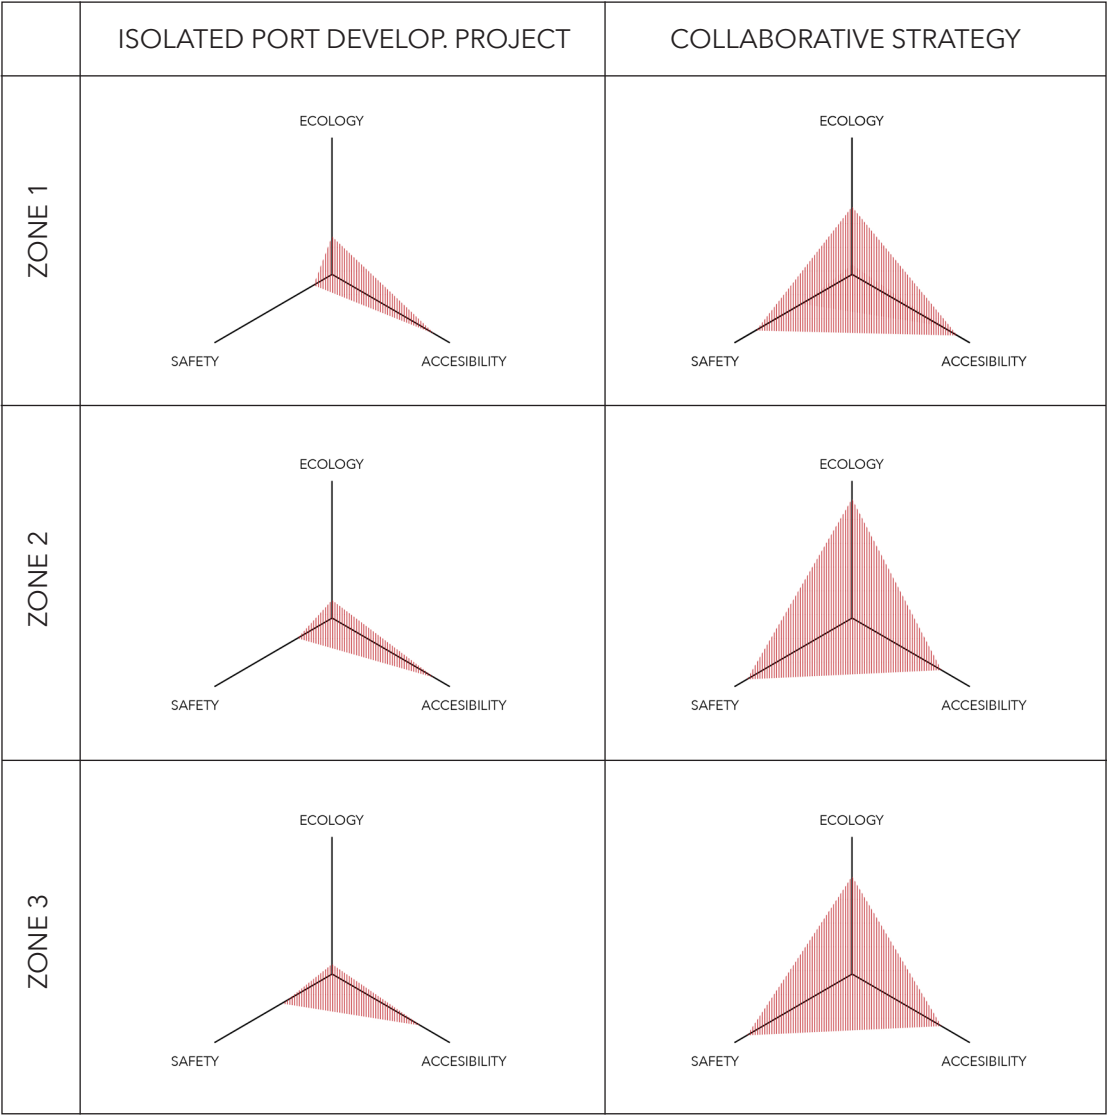 ISOLATED PORT DEVELOP. PROJECT
COLLABORATIVE STRATEGY
ZONE 1
ECOLOGY
SAFETY
ACCESIBILITY
ECOLOGY
SAFETY
ACCESIBILITY
ZONE 2
ECOLOGY
SAFETY
ACCESIBILITY
ECOLOGY
SAFETY
ACCESIBILITY
ZONE 3
ECOLOGY
SAFETY
ACCESIBILITY
ECOLOGY
SAFETY
ACCESIBILITY